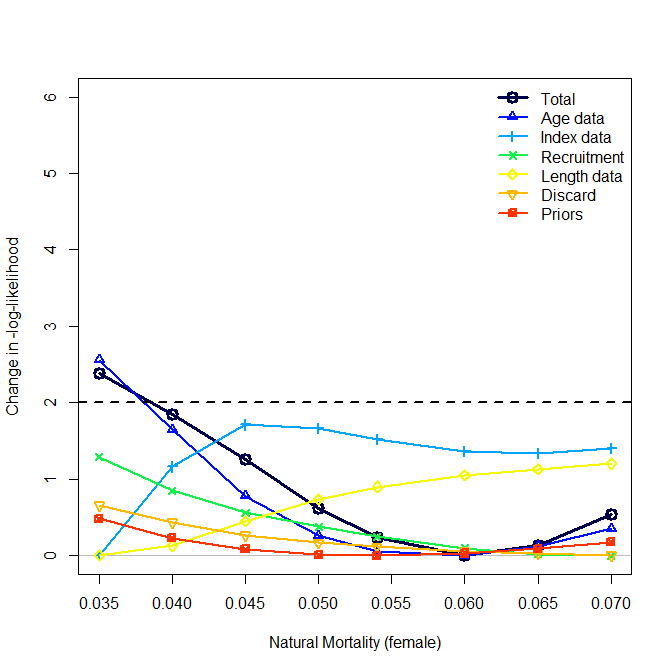 Change in -log-likelihood
6
5
4
3
2
1
0
Total
Age data
Index data
Recruitment
Length data
Discard
Priors
0.035 0.040 0.045 0.050 0.055 0.060 0.065 0.070
Natural Mortality (female)